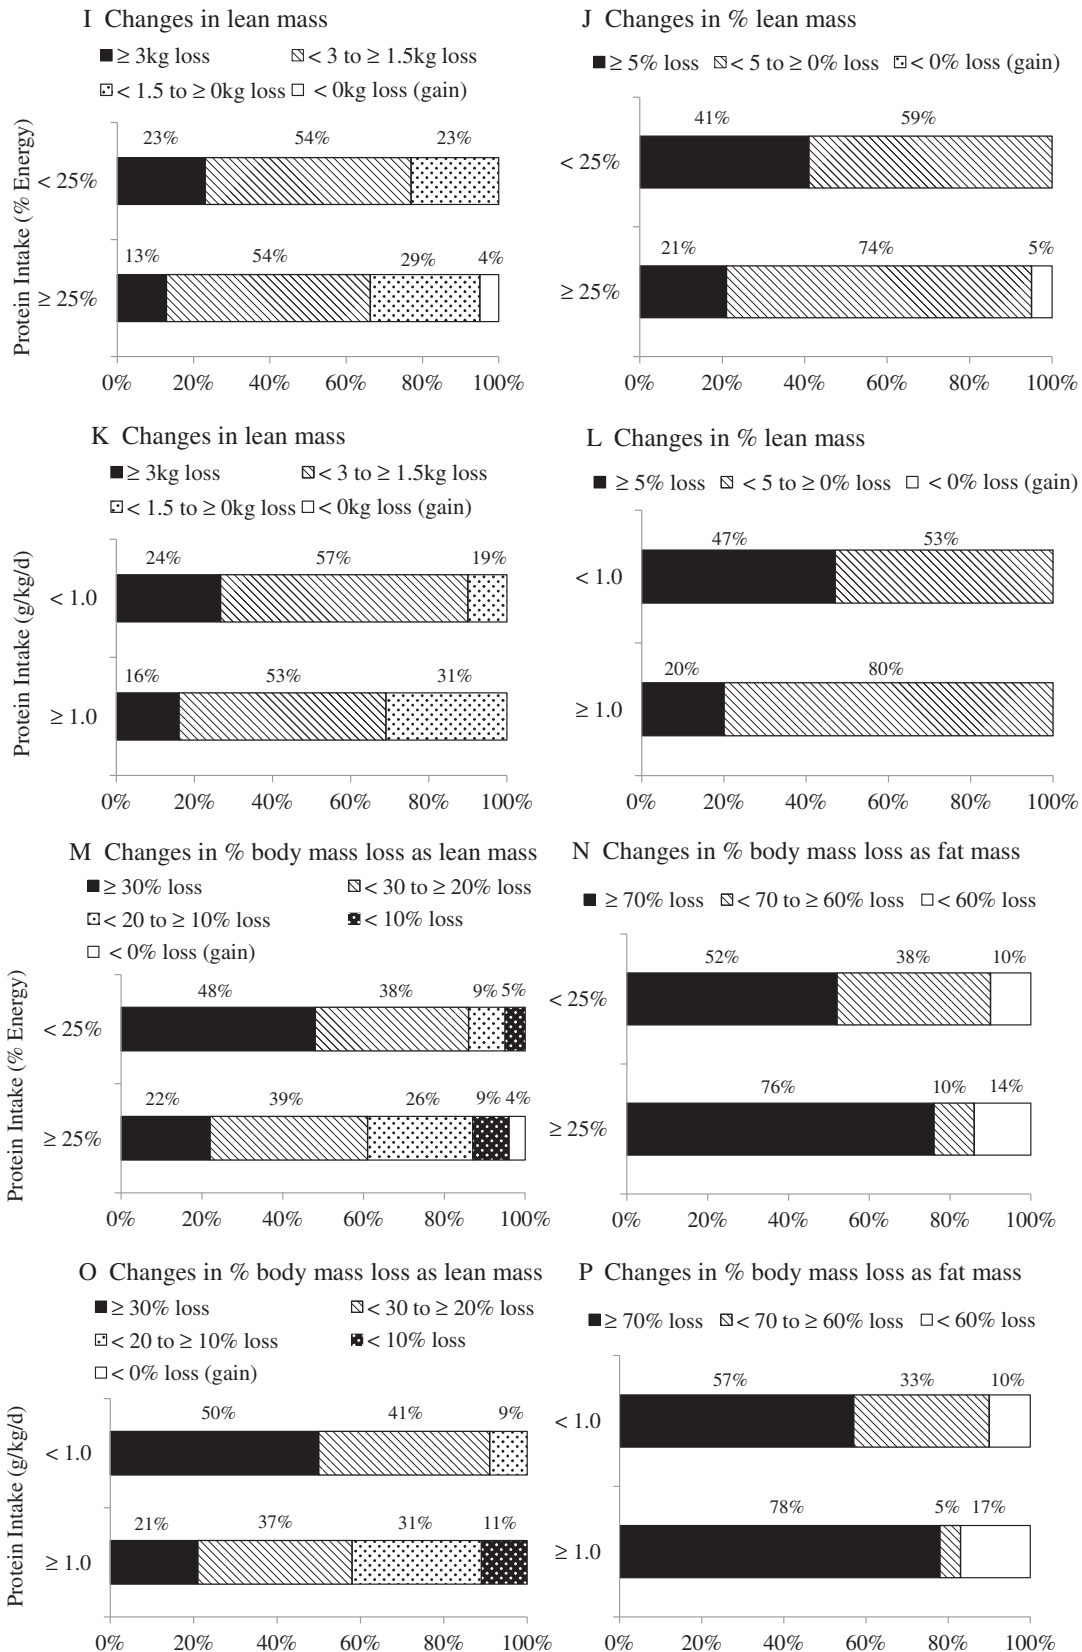 I Changes in lean mass
■ ≥ 3kg loss
< 3 to ≥ 1.5kg loss
< 1.5 to ≥ 0kg loss
□ < 0kg loss (gain)
Protein Intake (% Energy)
23%
54%
23%
< 25%
13%
54%
29%
4%
≥ 25%
0%
20%
40%
60%
80%
100%
J Changes in % lean mass
■ ≥ 5% loss
< 5 to ≥ 0% loss
< 0% loss (gain)
41%
59%
< 25%
21%
74%
5%
≥ 25%
0%
20%
40%
60%
80%
100%
K Changes in lean mass
■ ≥ 3kg loss
< 3 to ≥ 1.5kg loss
< 1.5 to ≥ 0kg loss
□ < 0kg loss (gain)
Protein Intake (g/kg/d)
24%
57%
19%
< 1.0
16%
53%
31%
≥ 1.0
0%
20%
40%
60%
80%
100%
L Changes in % lean mass
■ ≥ 5% loss
< 5 to ≥ 0% loss
□ < 0% loss (gain)
47%
53%
< 1.0
20%
80%
≥ 1.0
0%
20%
40%
60%
80%
100%
M Changes in % body mass loss as lean mass
■ ≥ 30% loss
< 30 to ≥ 20% loss
< 20 to ≥ 10% loss
< 10% loss
□ < 0% loss (gain)
Protein Intake (% Energy)
48%
38%
9%
5%
< 25%
22%
39%
26%
9%
4%
≥ 25%
0%
20%
40%
60%
80%
100%
N Changes in % body mass loss as fat mass
■ ≥ 70% loss
< 70 to ≥ 60% loss
□ < 60% loss
52%
38%
10%
< 25%
76%
10%
14%
≥ 25%
0%
20%
40%
60%
80%
100%
O Changes in % body mass loss as lean mass
■ ≥ 30% loss
< 30 to ≥ 20% loss
< 20 to ≥ 10% loss
< 10% loss
□ < 0% loss (gain)
Protein Intake (g/kg/d)
50%
41%
9%
< 1.0
21%
37%
31%
11%
≥ 1.0
0%
20%
40%
60%
80%
100%
P Changes in % body mass loss as fat mass
■ ≥ 70% loss
< 70 to ≥ 60% loss
□ < 60% loss
57%
33%
10%
< 1.0
78%
5%
17%
≥ 1.0
0%
20%
40%
60%
80%
100%